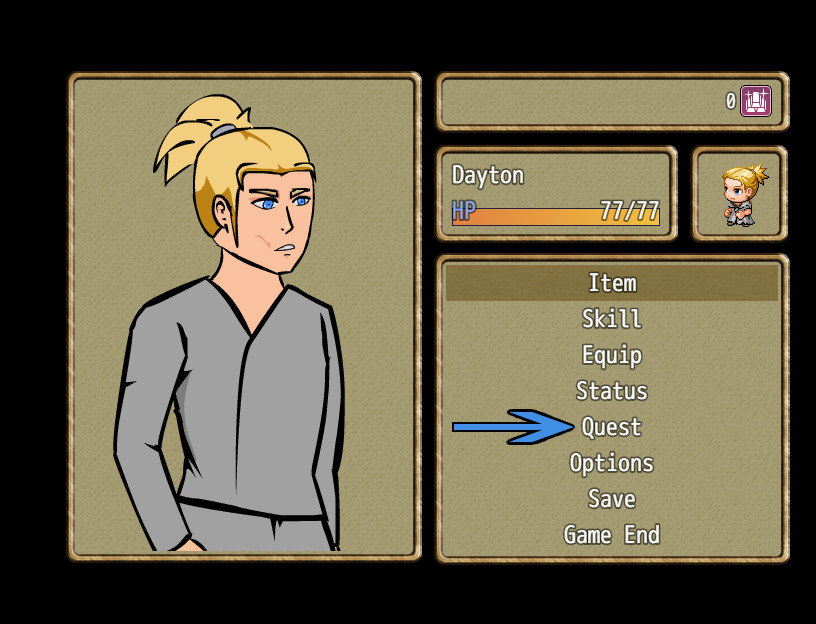 0
Dayton
HP 77/77
Item
Skill
Equip
Status
Quest
Options
Save
Game End